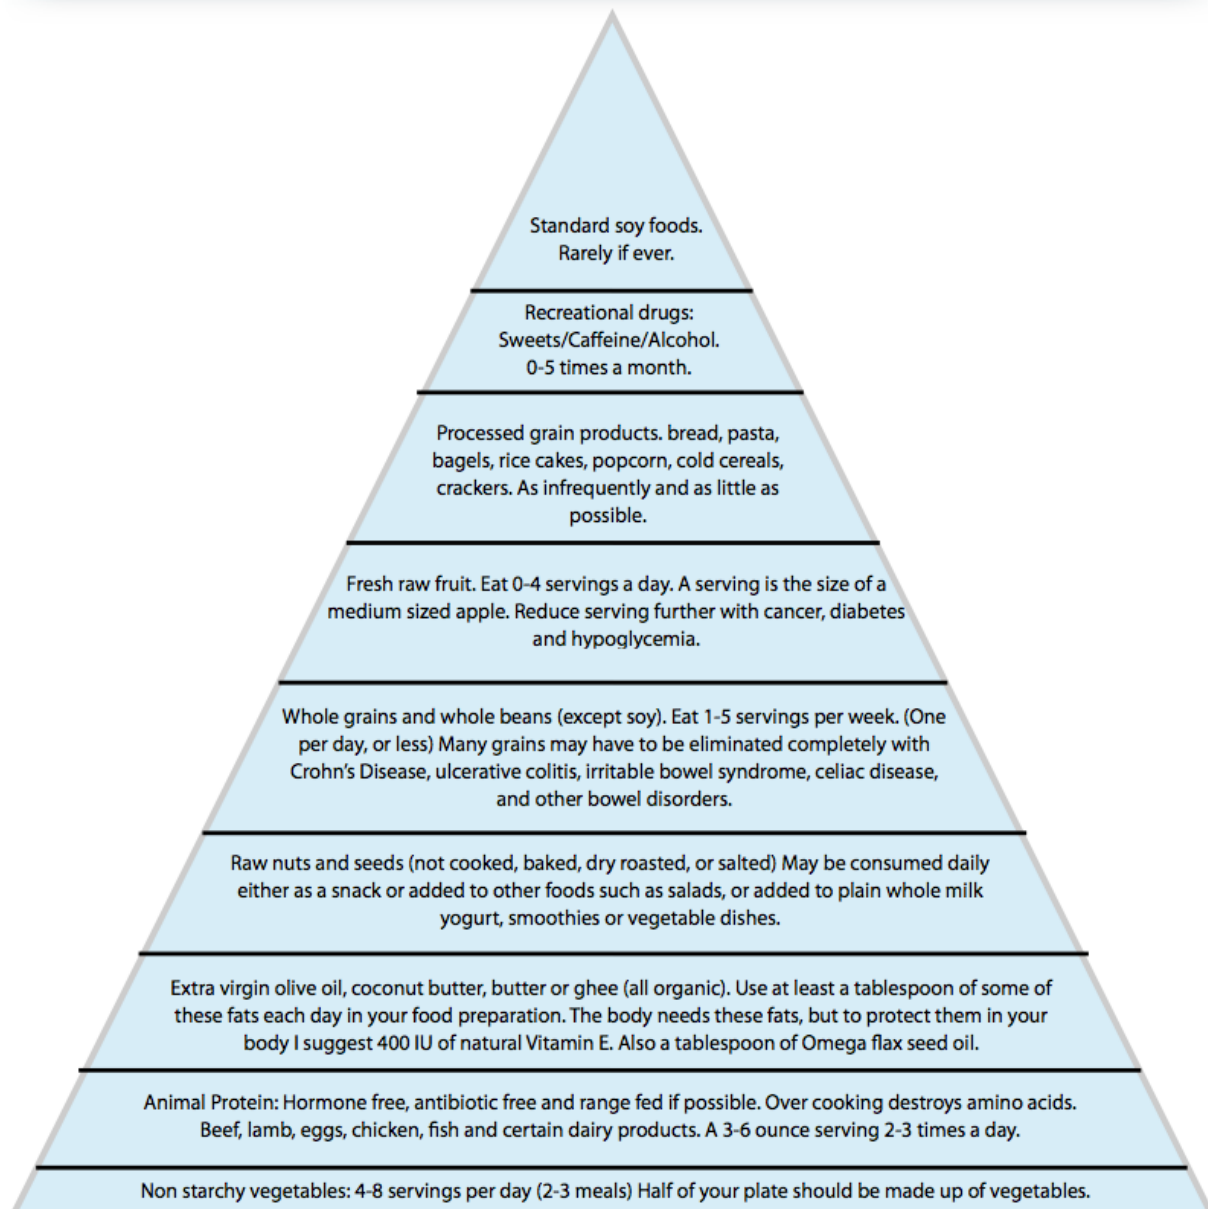 Standard soy foods.
Rarely if ever.
Recreational drugs:
Sweets/Caffeine/Alcohol.
0-5 times a month.
Processed grain products. bread, pasta,
bagels, rice cakes, popcorn, cold cereals,
crackers. As infrequently and as little as
possible.
Fresh raw fruit. Eat 0-4 servings a day. A serving is the size of a
medium sized apple. Reduce serving further with cancer, diabetes
and hypoglycemia.
Whole grains and whole beans (except soy). Eat 1-5 servings per week. (One
per day, or less) Many grains may have to be eliminated completely with
Crohn's Disease, ulcerative colitis, irritable bowel syndrome, celiac disease,
and other bowel disorders.
Raw nuts and seeds (not cooked, baked, dry roasted, or salted) May be consumed daily
either as a snack or added to other foods such as salads, or added to plain whole milk
yogurt, smoothies or vegetable dishes.
Extra virgin olive oil, coconut butter, butter or ghee (all organic). Use at least a tablespoon of some of
these fats each day in your food preparation. The body needs these fats, but to protect them in your
body I suggest 400 IU of natural Vitamin E. Also a tablespoon of Omega flax seed oil.
Animal Protein: Hormone free, antibiotic free and range fed if possible. Over cooking destroys amino acids.
Beef, lamb, eggs, chicken, fish and certain dairy products. A 3-6 ounce serving 2-3 times a day.
Non starchy vegetables: 4-8 servings per day (2-3 meals) Half of your plate should be made up of vegetables.